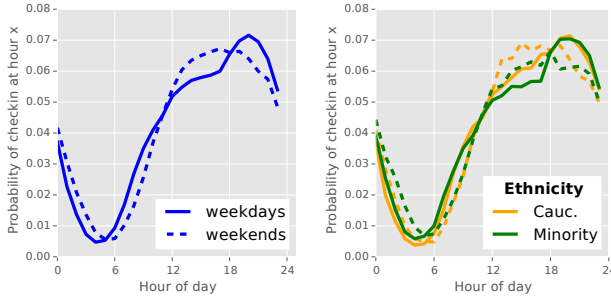 Probability of checkin at hour x
0.08
0.07
0.06
0.05
0.04
0.03
0.02
0.01
0.00
weekdays
weekends
0 6 12 18 24
Hour of day
Probability of checkin at hour x
0.08
0.07
0.06
0.05
0.04
0.03
0.02
0.01
0.00
Ethnicity
Cauc.
Minority
0 6 12 18 24
Hour of day